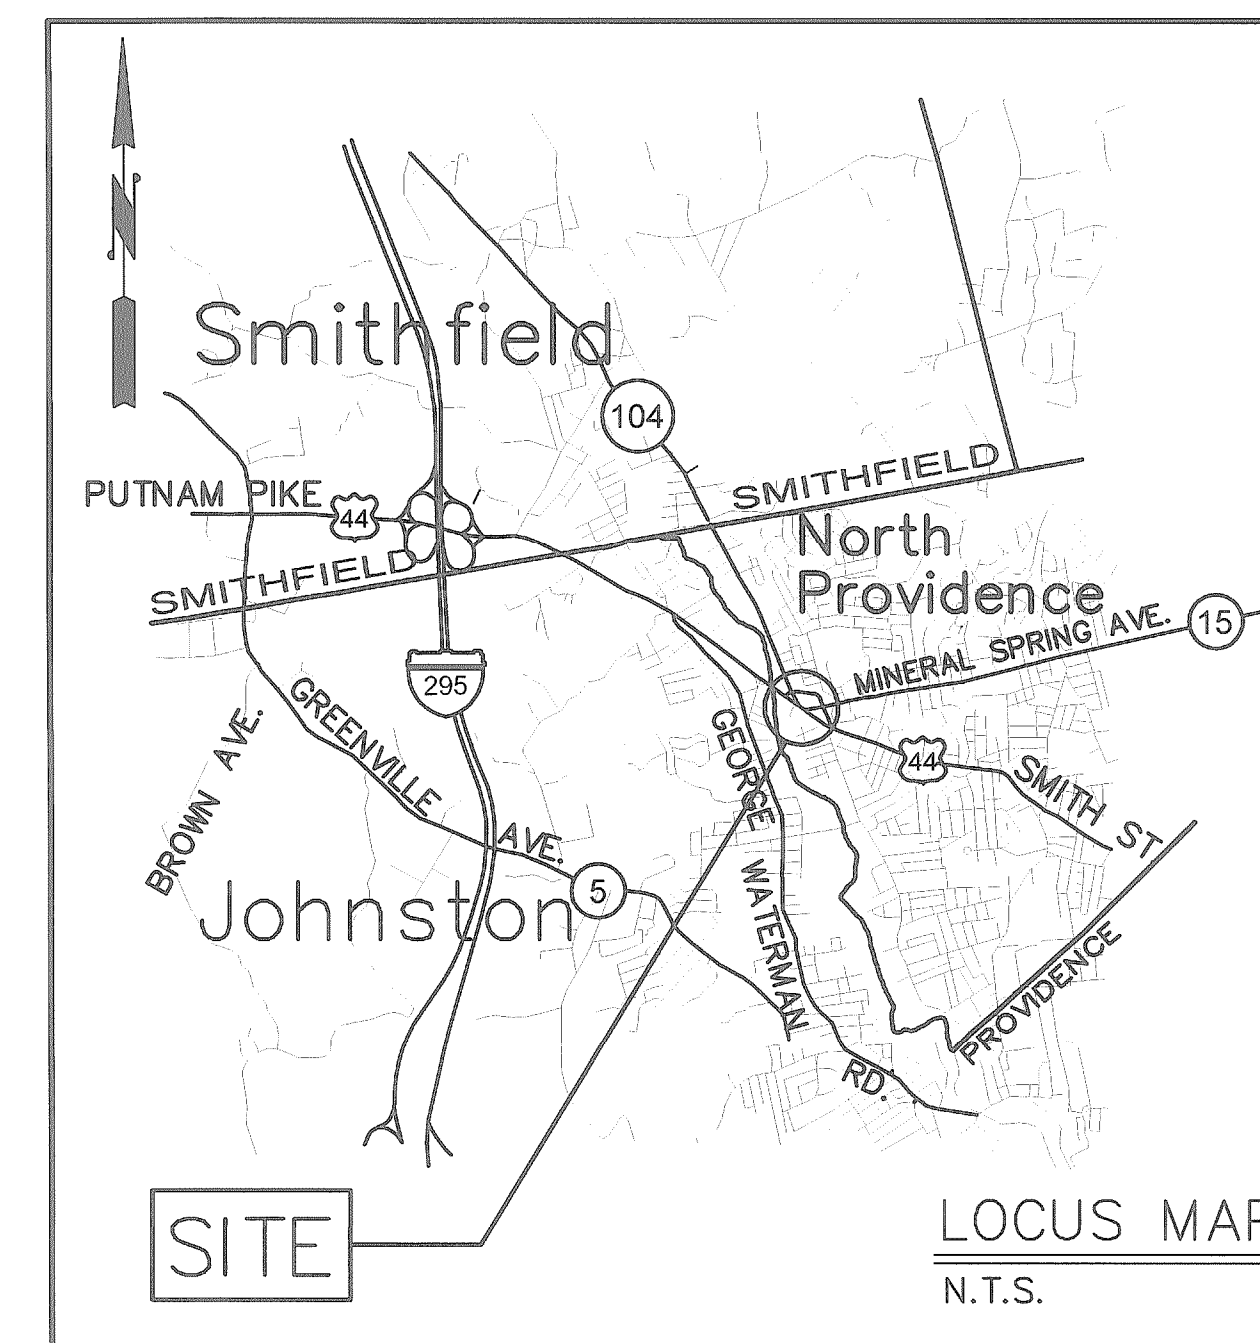 N
Smithfield
104
PUTNAM PIKE
44
SMITHFIELD
SMITHFIELD
North
Providence
MINERAL SPRING AVE.
15
295
GREENVILLE AVE.
5
BROWN AVE.
GEORGE WATERMAN RD.
44
SMITH ST
Johnston
PROVIDENCE
SITE
LOCUS MAP
N.T.S.